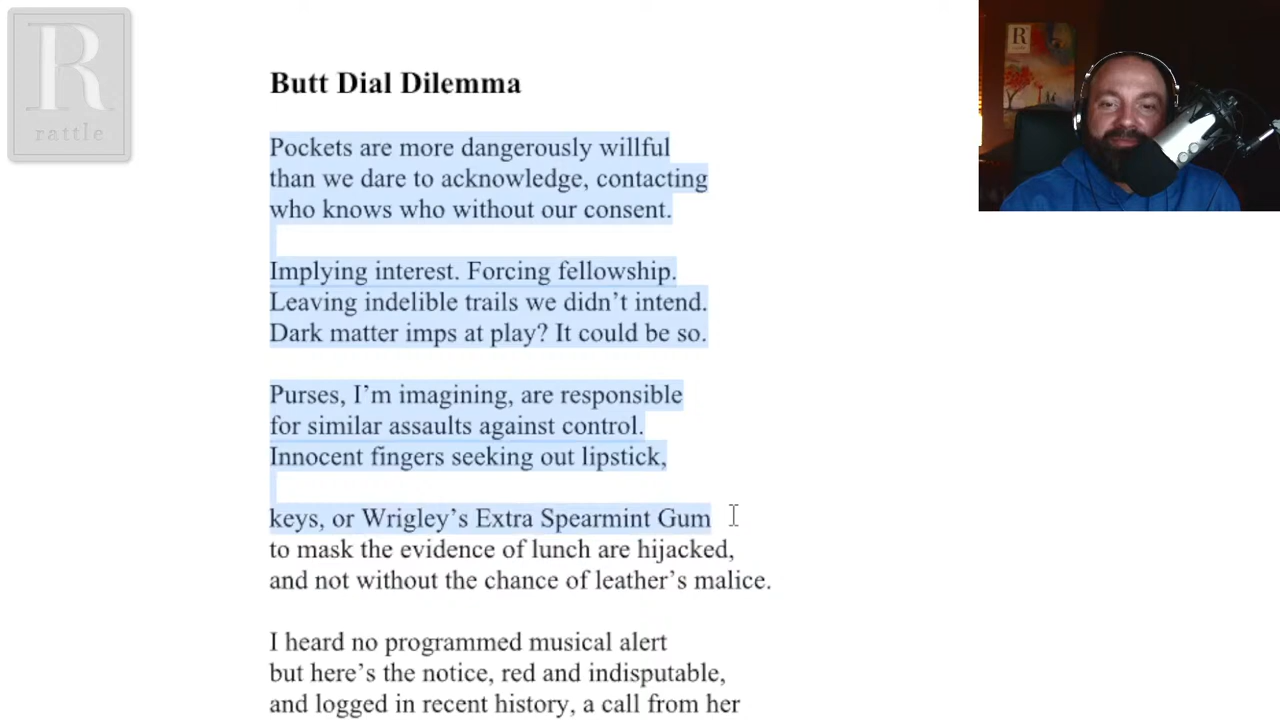 R
rattle
R
Butt Dial Dilemma
Pockets are more dangerously willful
than we dare to acknowledge, contacting
who knows who without our consent.
Implying interest. Forcing fellowship.
Leaving indelible trails we didn’t intend.
Dark matter imps at play? It could be so.
Purses, I’m imagining, are responsible
for similar assaults against control.
Innocent fingers seeking out lipstick,
keys, or Wrigley’s Extra Spearmint Gum
to mask the evidence of lunch are hijacked,
and not without the chance of leather’s malice.
I heard no programmed musical alert
but here’s the notice, red and indisputable,
and logged in recent history, a call from her